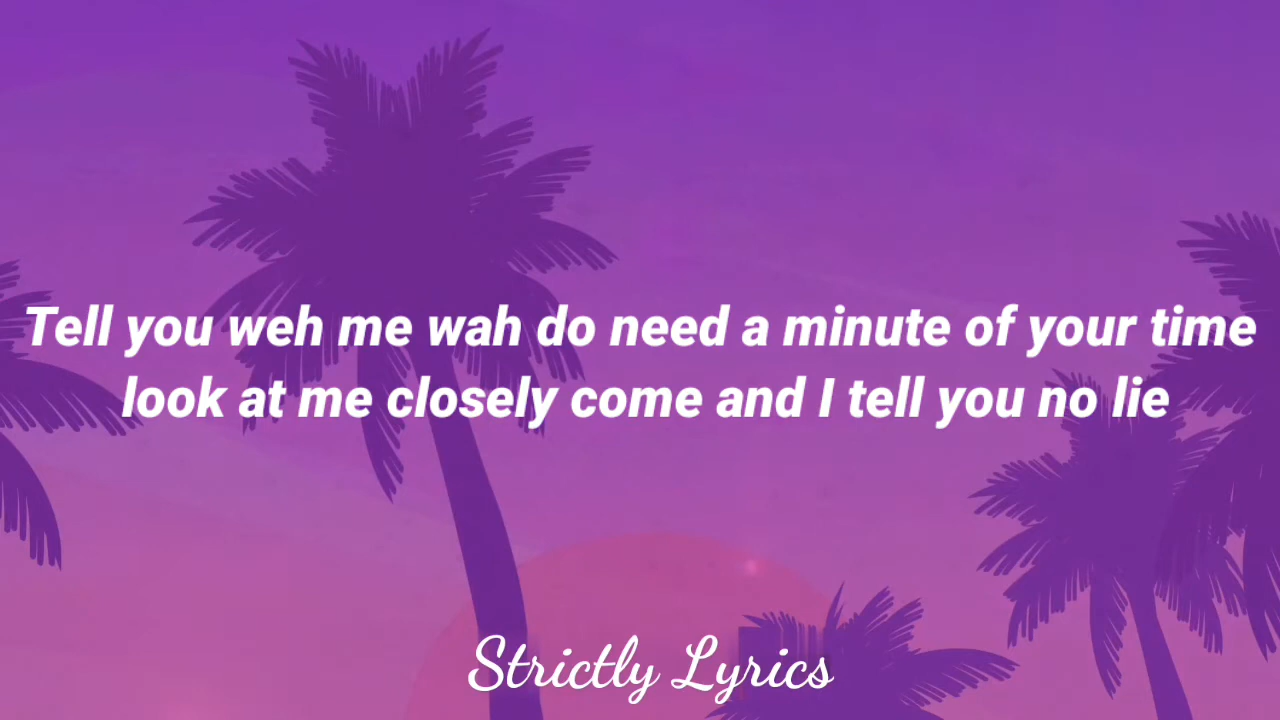 Tell you weh me wah do need a minute of your time
look at me closely come and I tell you no lie
Strictly Lyrics